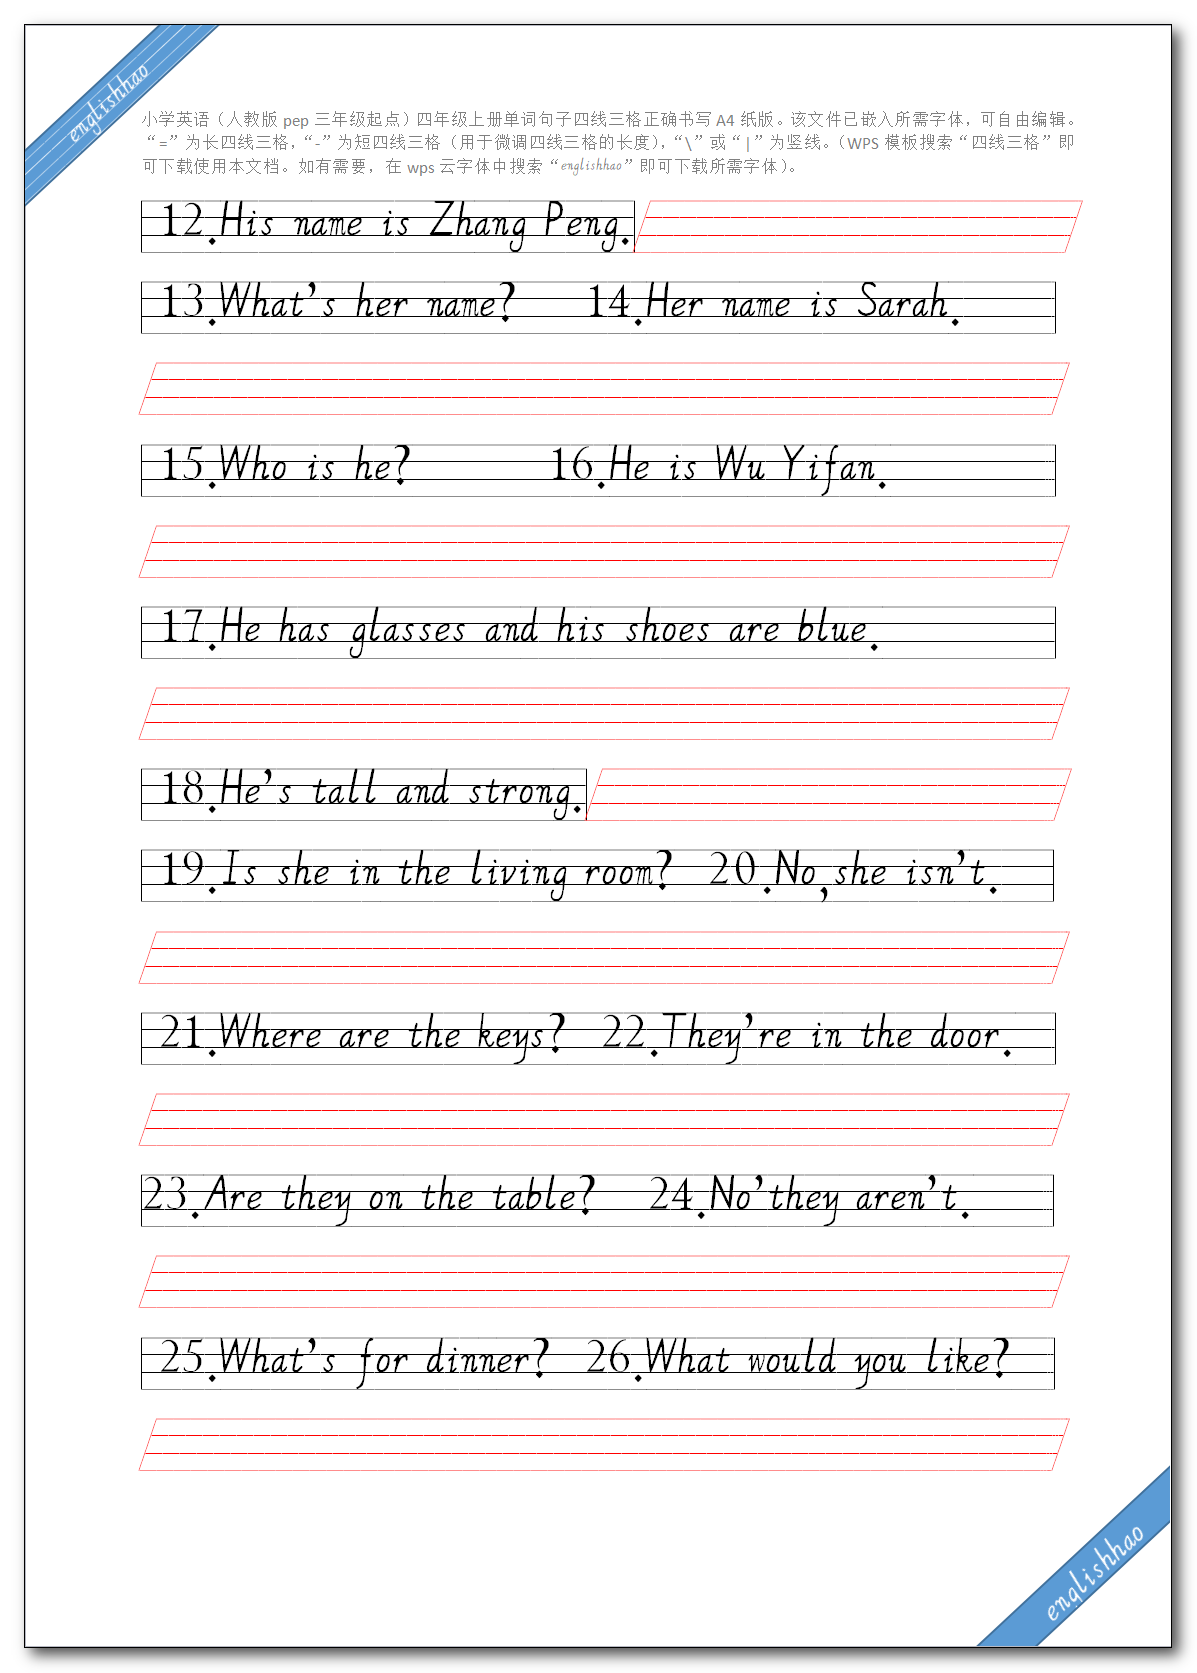 englishhao
小学英语（人教版 pep 三年级起点）四年级上册单词句子四线三格正确书写 A4 纸版。该文件已嵌入所需字体，可自由编辑。
“=”为长四线三格，“-”为短四线三格（用于微调四线三格的长度），“\”或“|”为竖线。（WPS 模板搜索“四线三格”即
可下载使用本文档。如有需要，在 wps 云字体中搜索“englishhao”即可下载所需字体）。
12.His name is Zhang Peng.
13.What’s her name? 14.Her name is Sarah.
15.Who is he? 16.He is Wu Yifan.
17.He has glasses and his shoes are blue.
18.He’s tall and strong.
19.Is she in the living room? 20.No,she isn’t.
21.Where are the keys? 22.They’re in the door.
23.Are they on the table? 24.No’they aren’t.
25.What’s for dinner? 26.What would you like?
englishhao